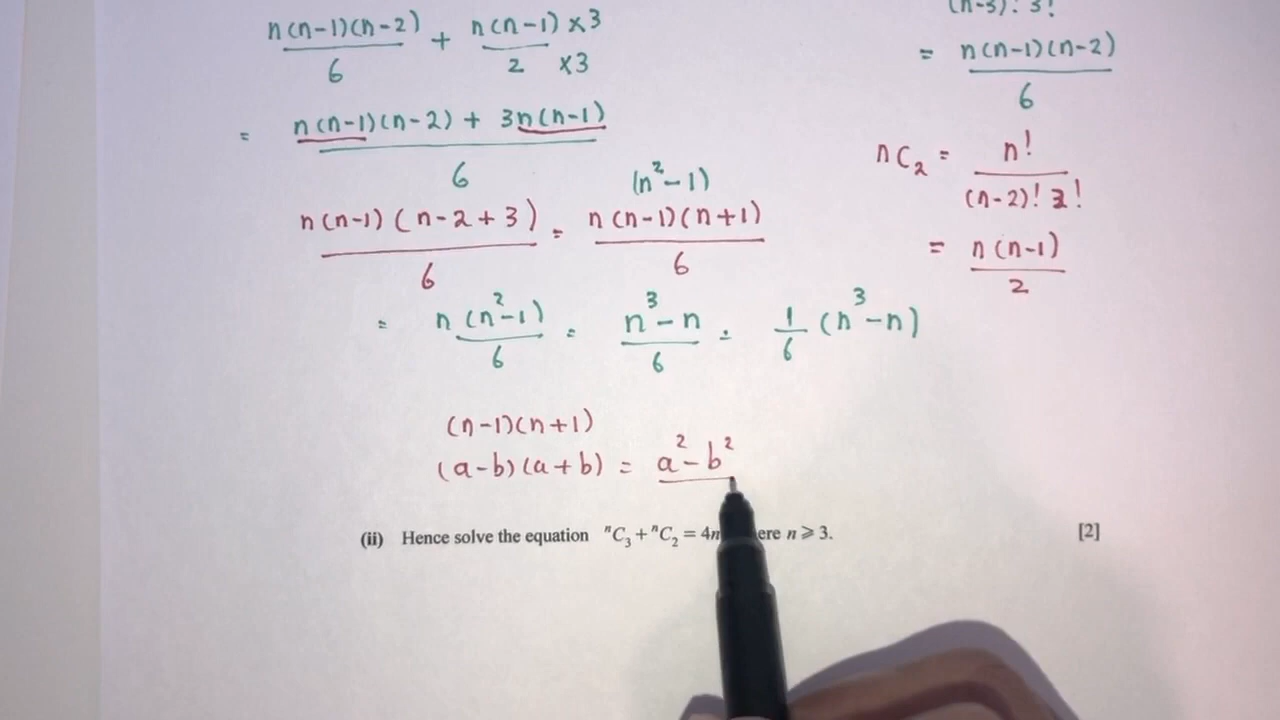 n(n-1)(n-2)/6 + n(n-1)×3/2 ×3
= n(n-1)(n-2) + 3n(n-1)/6
(n²-1)
n(n-1)(n-2+3)/6 = n(n-1)(n+1)/6
= n(n²-1)/6 = n³-n/6 = 1/6 (n³-n)
(n-1)(n+1)
(a-b)(a+b) = a²-b²
(n-3)! 3!
= n(n-1)(n-2)/6
nC₂ = n!/(n-2)! 2!
= n(n-1)/2
(ii) Hence solve the equation ⁿC₃+ⁿC₂ = 4n ere n ⩾ 3. [2]